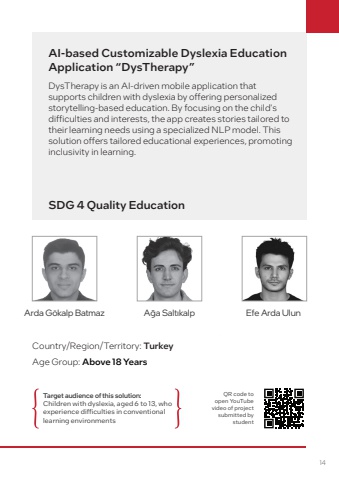 AI-based Customizable Dyslexia Education
Application “DysTherapy”
DysTherapy is an AI-driven mobile application that
supports children with dyslexia by offering personalized
storytelling-based education. By focusing on the child's
difficulties and interests, the app creates stories tailored to
their learning needs using a specialized NLP model. This
solution offers tailored educational experiences, promoting
inclusivity in learning.
SDG 4 Quality Education
Arda Gökalp Batmaz
Ağa Saltıkalp
Efe Arda Ulun
Country/Region/Territory: Turkey
Age Group: Above 18 Years
Target audience of this solution:
Children with dyslexia, aged 6 to 13, who
experience difficulties in conventional
learning environments
QR code to
open YouTube
video of project
submitted by
student
14